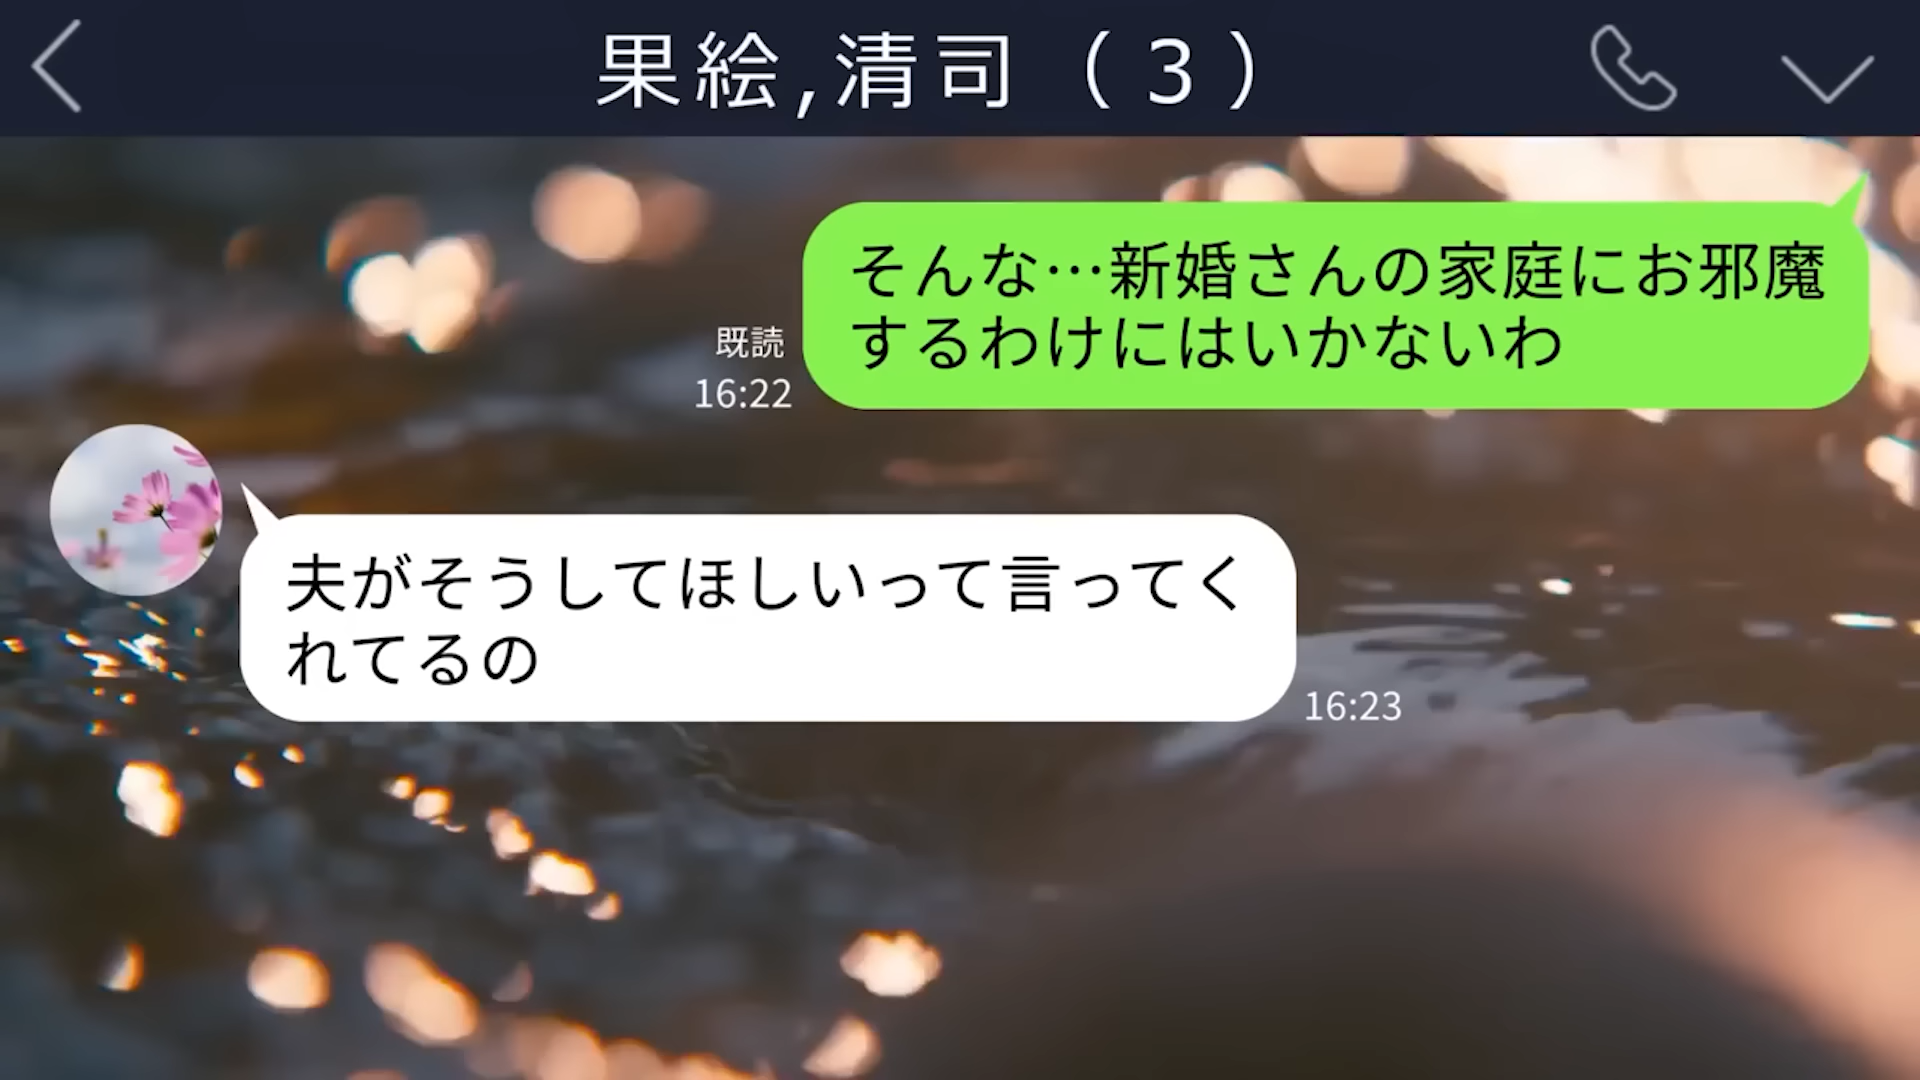 果絵,清司（3）
そんな…新婚さんの家庭にお邪魔
するわけにはいかないわ
既読
16:22
夫がそうしてほしいって言ってく
れてるの
16:23